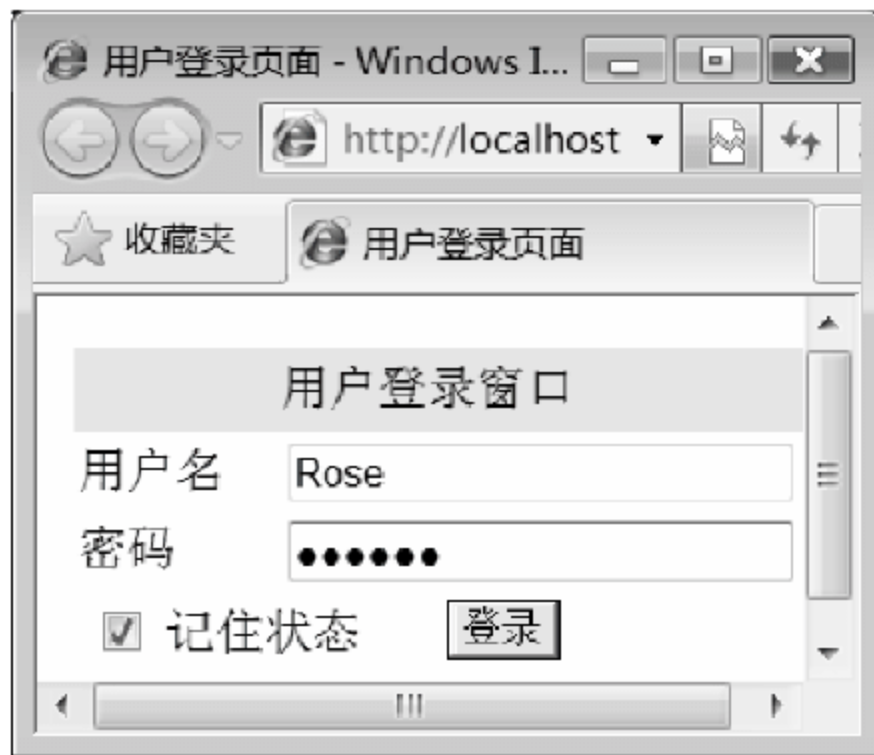 用户登录页面 - Windows I...
http://localhost
收藏夹
用户登录页面
用户登录窗口
用户名 Rose
密码 ●●●●●●
记住状态 登录